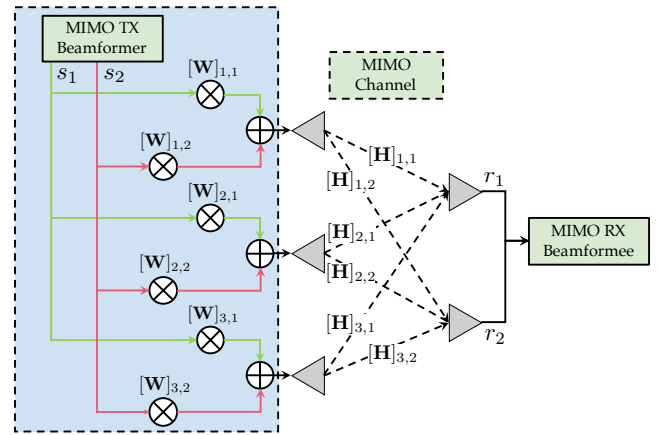 MIMO TX
Beamformer
s₁ s₂
[W]₁,₁
[W]₁,₂
[W]₂,₁
[W]₂,₂
[W]₃,₁
[W]₃,₂
MIMO
Channel
[H]₁,₁
[H]₁,₂
[H]₂,₁
[H]₂,₂
[H]₃,₁
[H]₃,₂
r₁
r₂
MIMO RX
Beamformee